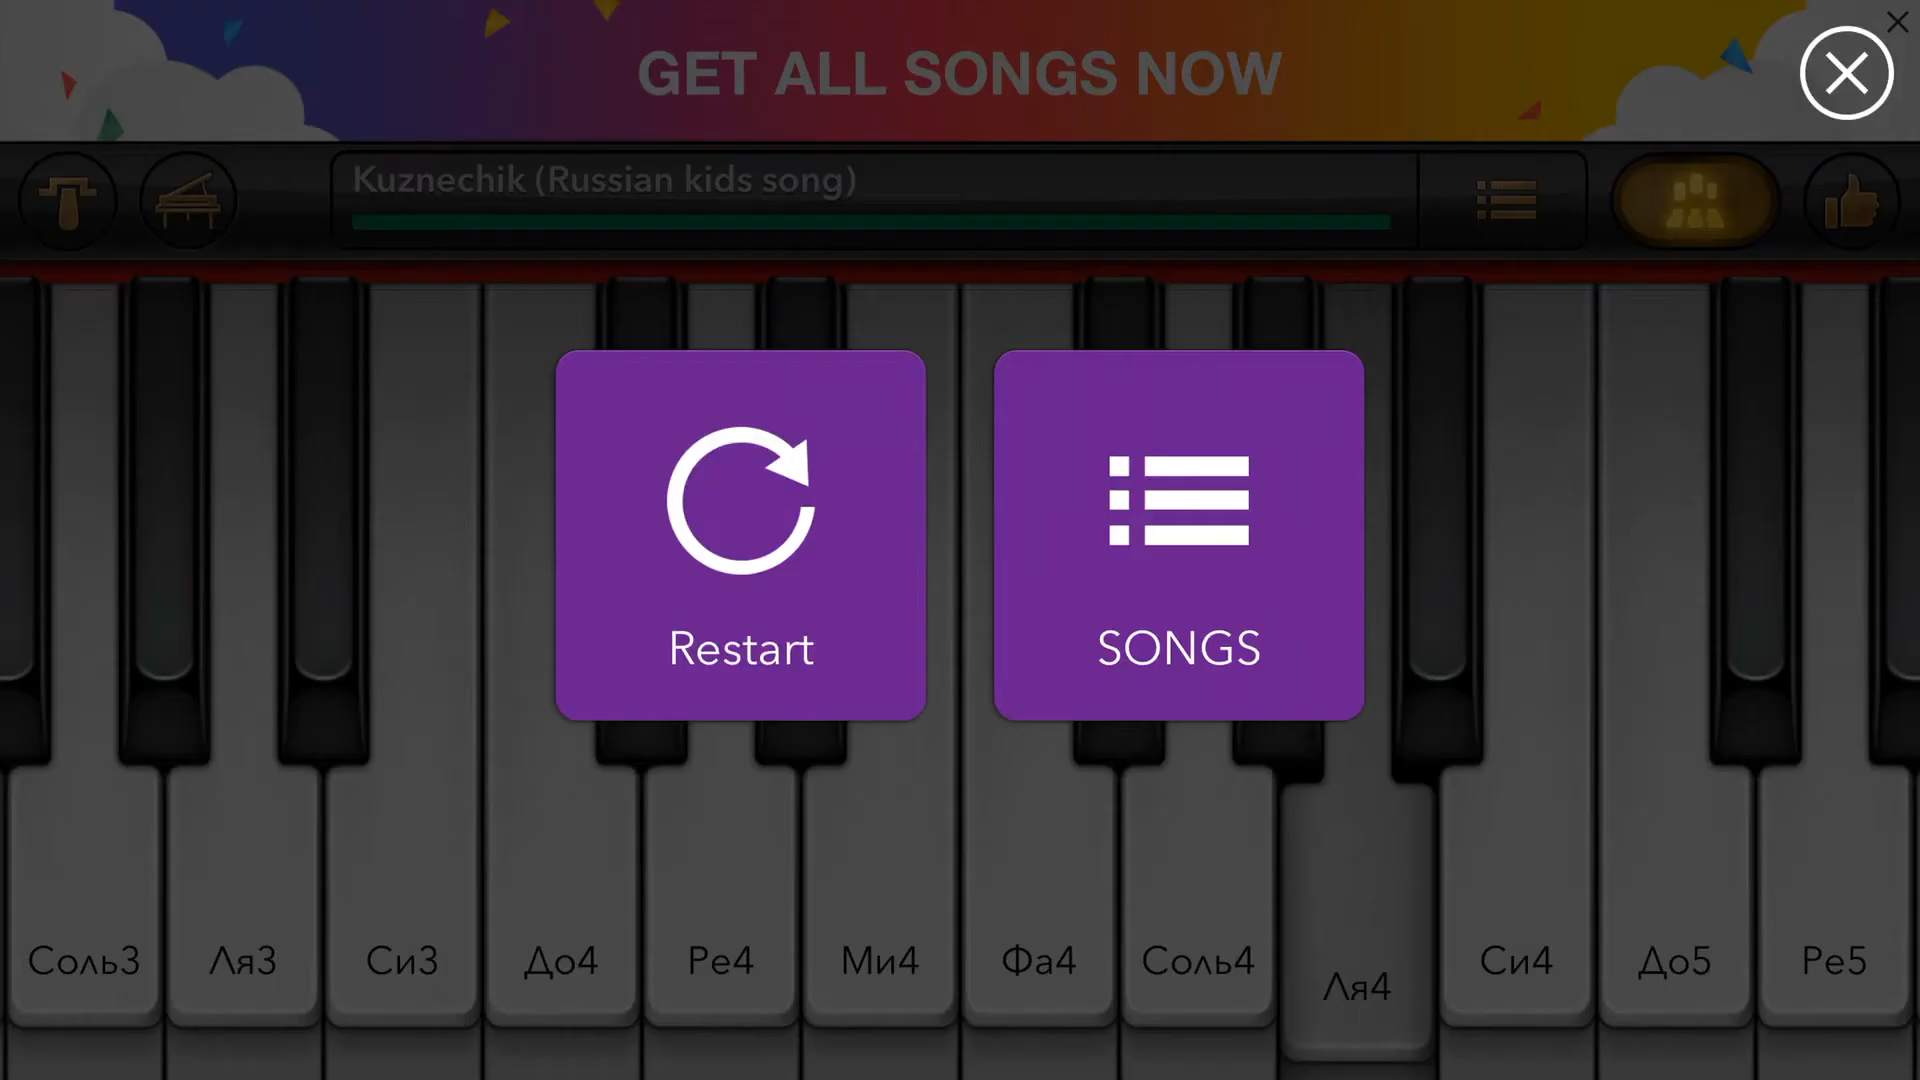 GET ALL SONGS NOW
Kuznechik (Russian kids song)
Restart
SONGS
Соль3
Ля3
Си3
До4
Ре4
Ми4
Фа4
Соль4
Ля4
Си4
До5
Ре5